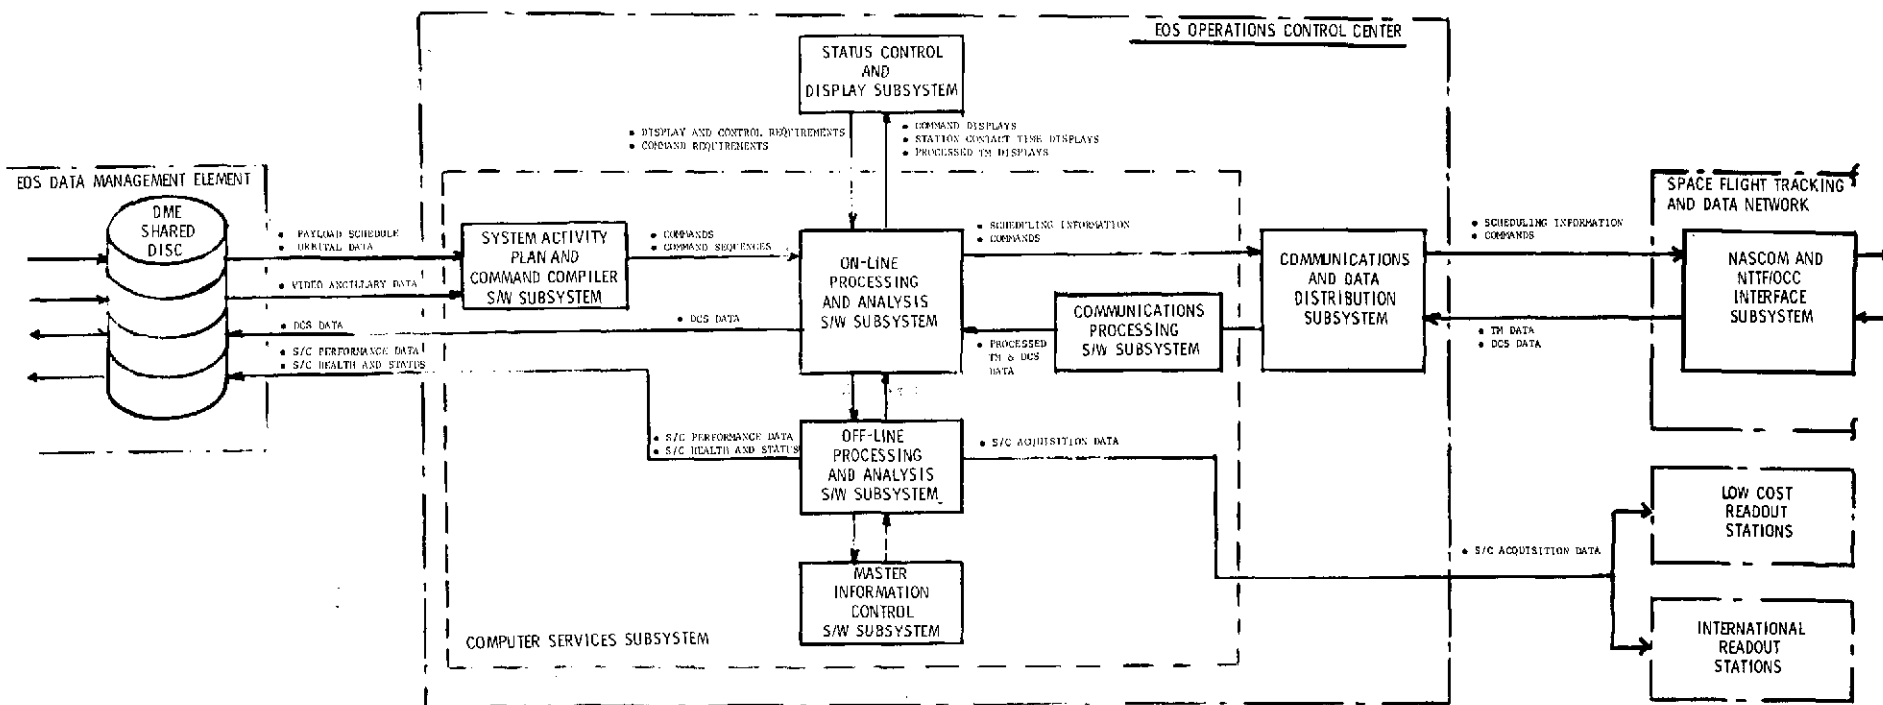 EOS OPERATIONS CONTROL CENTER
STATUS CONTROL
AND
DISPLAY SUBSYSTEM
• DISPLAY AND CONTROL REQUIREMENTS
• COMMAND REQUIREMENTS
• COMMAND DISPLAYS
• STATION CONTACT TIME DISPLAYS
• PROCESSED TM DISPLAYS
EOS DATA MANAGEMENT ELEMENT
DME
SHARED
DISC
• PAYLOAD SCHEDULE
• ORBITAL DATA
• VIDEO ANCILLARY DATA
• DCS DATA
• S/C PERFORMANCE DATA
• S/C HEALTH AND STATUS
SYSTEM ACTIVITY
PLAN AND
COMMAND COMPILER
S/W SUBSYSTEM
• COMMANDS
• COMMAND SEQUENCES
• DCS DATA
ON-LINE
PROCESSING
AND ANALYSIS
S/W SUBSYSTEM
• SCHEDULING INFORMATION
• COMMANDS
• PROCESSED
TM & DCS
DATA
COMMUNICATIONS
PROCESSING
S/W SUBSYSTEM
COMMUNICATIONS
AND DATA
DISTRIBUTION
SUBSYSTEM
• SCHEDULING INFORMATION
• COMMANDS
• TM DATA
• DCS DATA
SPACE FLIGHT TRACKING
AND DATA NETWORK
NASCOM AND
NTTF/OCC
INTERFACE
SUBSYSTEM
• S/C PERFORMANCE DATA
• S/C HEALTH AND STATUS
OFF-LINE
PROCESSING
AND ANALYSIS
S/W SUBSYSTEM
• S/C ACQUISITION DATA
MASTER
INFORMATION
CONTROL
S/W SUBSYSTEM
COMPUTER SERVICES SUBSYSTEM
• S/C ACQUISITION DATA
LOW COST
READOUT
STATIONS
INTERNATIONAL
READOUT
STATIONS